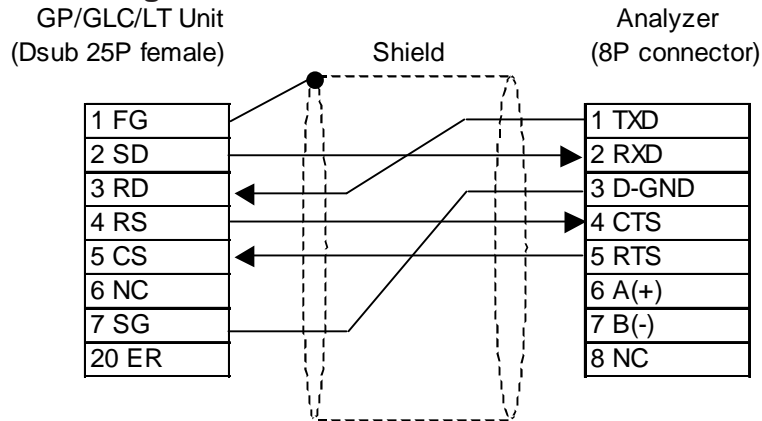 GP/GLC/LT Unit
(Dsub 25P female)
Shield
Analyzer
(8P connector)
1 FG
2 SD
3 RD
4 RS
5 CS
6 NC
7 SG
20 ER
1 TXD
2 RXD
3 D-GND
4 CTS
5 RTS
6 A(+)
7 B(-)
8 NC